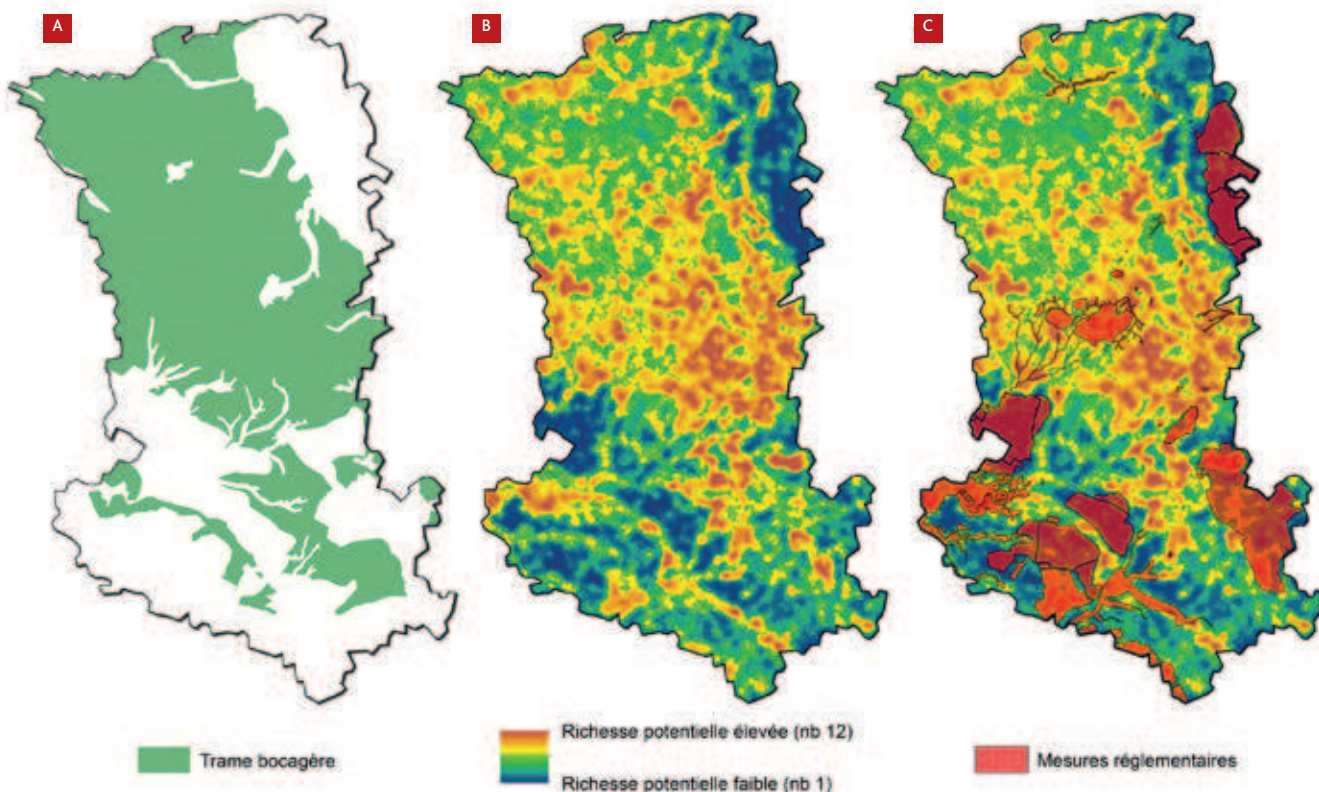 A
B
C
Trame bocagère
Richesse potentielle élevée (nb 12)
Richesse potentielle faible (nb 1)
Mesures réglementaires